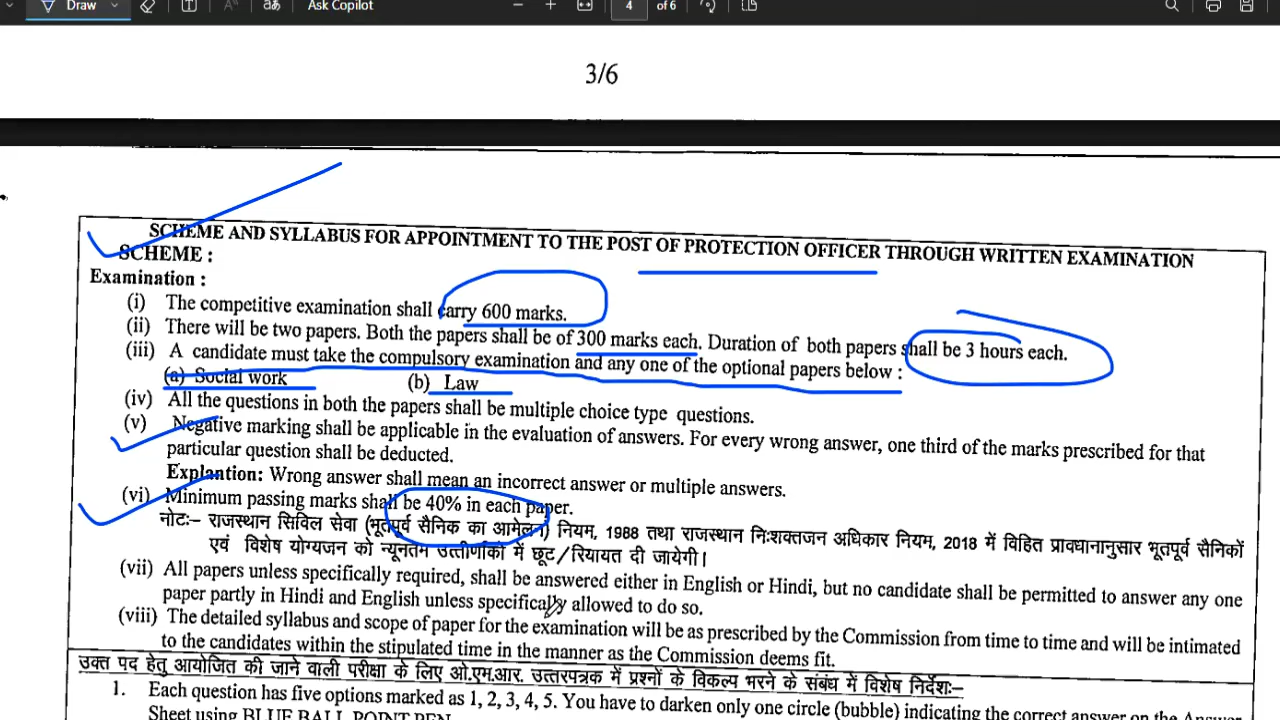 Draw
Ask Copilot
4 of 6
3/6
SCHEME AND SYLLABUS FOR APPOINTMENT TO THE POST OF PROTECTION OFFICER THROUGH WRITTEN EXAMINATION
SCHEME :
Examination :
(i) The competitive examination shall carry 600 marks.
(ii) There will be two papers. Both the papers shall be of 300 marks each. Duration of both papers shall be 3 hours each.
(iii) A candidate must take the compulsory examination and any one of the optional papers below :
(a) Social work (b) Law
(iv) All the questions in both the papers shall be multiple choice type questions.
(v) Negative marking shall be applicable in the evaluation of answers. For every wrong answer, one third of the marks prescribed for that
particular question shall be deducted.
Explantion: Wrong answer shall mean an incorrect answer or multiple answers.
(vi) Minimum passing marks shall be 40% in each paper.
नोटः– राजस्थान सिविल सेवा (भूतपूर्व सैनिक का आमेलन) नियम, 1988 तथा राजस्थान निःशक्तजन अधिकार नियम, 2018 में विहित प्रावधानानुसार भूतपूर्व सैनिकों
एवं विशेष योग्यजन को न्यूनतम उत्तीर्णांकों में छूट/रियायत दी जायेगी।
(vii) All papers unless specifically required, shall be answered either in English or Hindi, but no candidate shall be permitted to answer any one
paper partly in Hindi and English unless specifically allowed to do so.
(viii) The detailed syllabus and scope of paper for the examination will be as prescribed by the Commission from time to time and will be intimated
to the candidates within the stipulated time in the manner as the Commission deems fit.
उक्त पद हेतु आयोजित की जाने वाली परीक्षा के लिए ओ.एम.आर. उत्तरपत्रक में प्रश्नों के विकल्प भरने के संबंध में विशेष निर्देशः–
1. Each question has five options marked as 1, 2, 3, 4, 5. You have to darken only one circle (bubble) indicating the correct answer on the Answer
Sheet using BLUE BALL POINT PEN